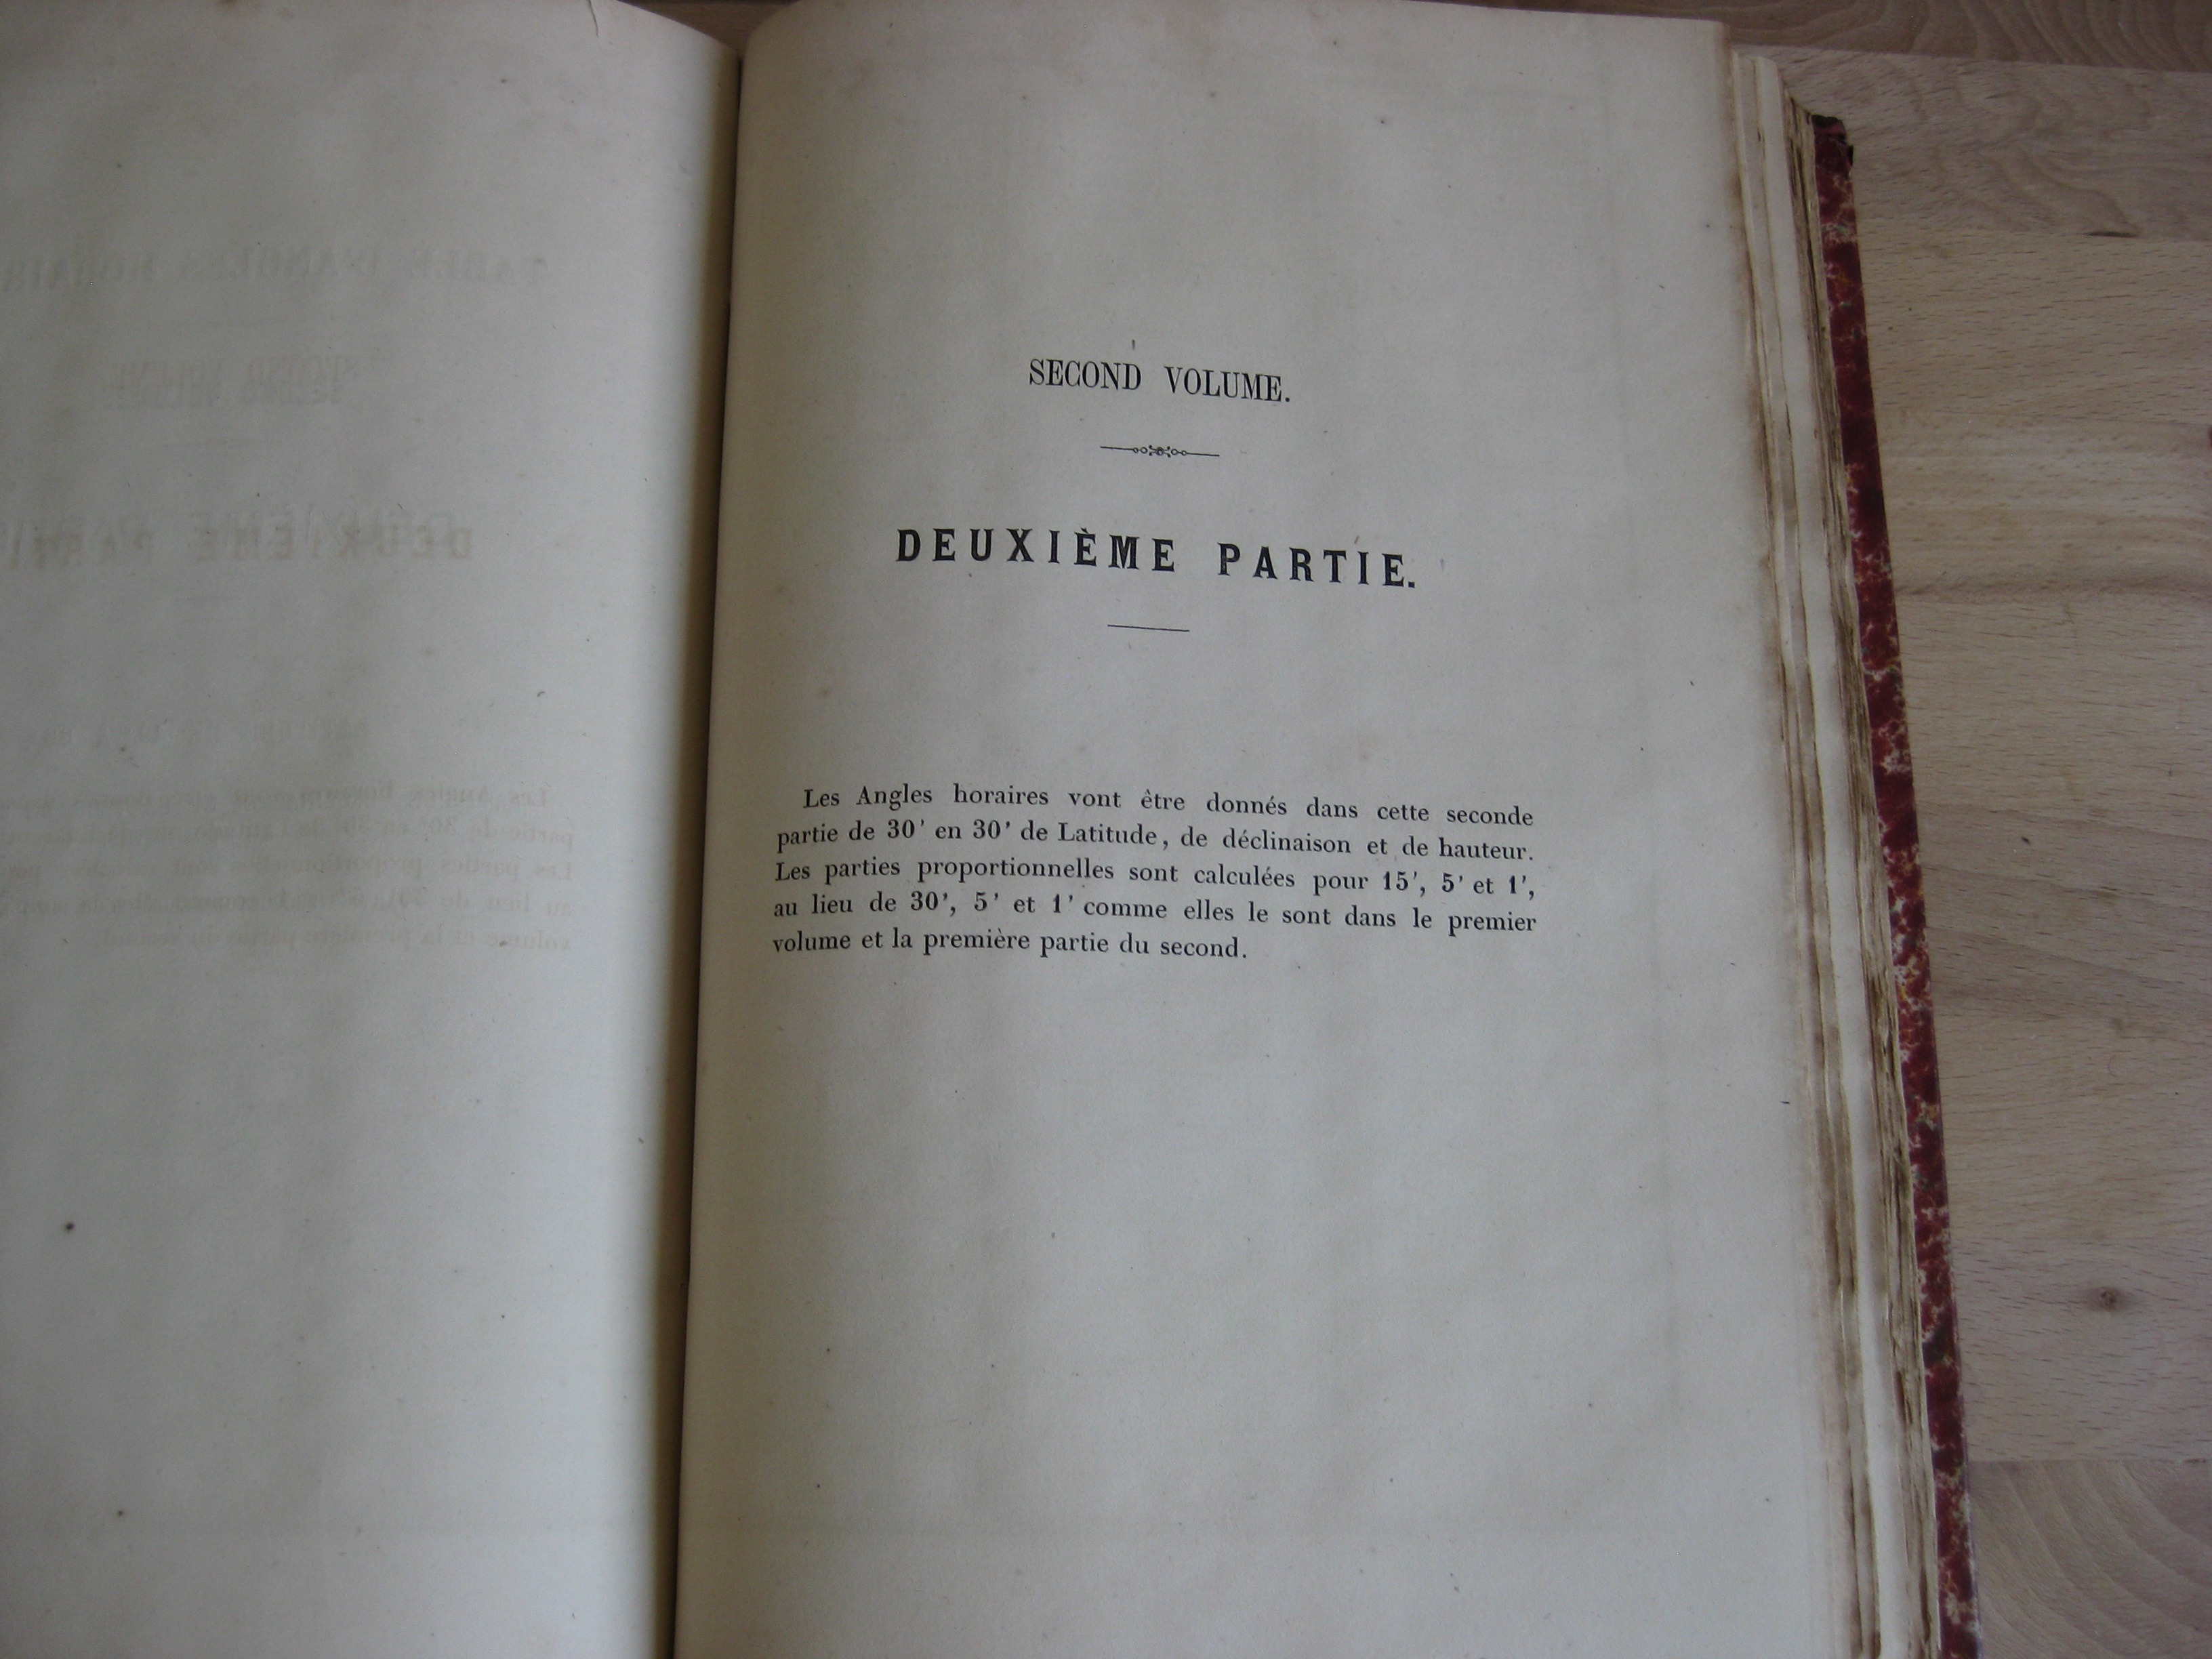 SECOND VOLUME.
DEUXIÈME PARTIE.
Les Angles horaires vont être donnés dans cette seconde
partie de 30' en 30' de Latitude, de déclinaison et de hauteur.
Les parties proportionnelles sont calculées pour 15', 5' et 1',
au lieu de 30', 5' et 1' comme elles le sont dans le premier
volume et la première partie du second.